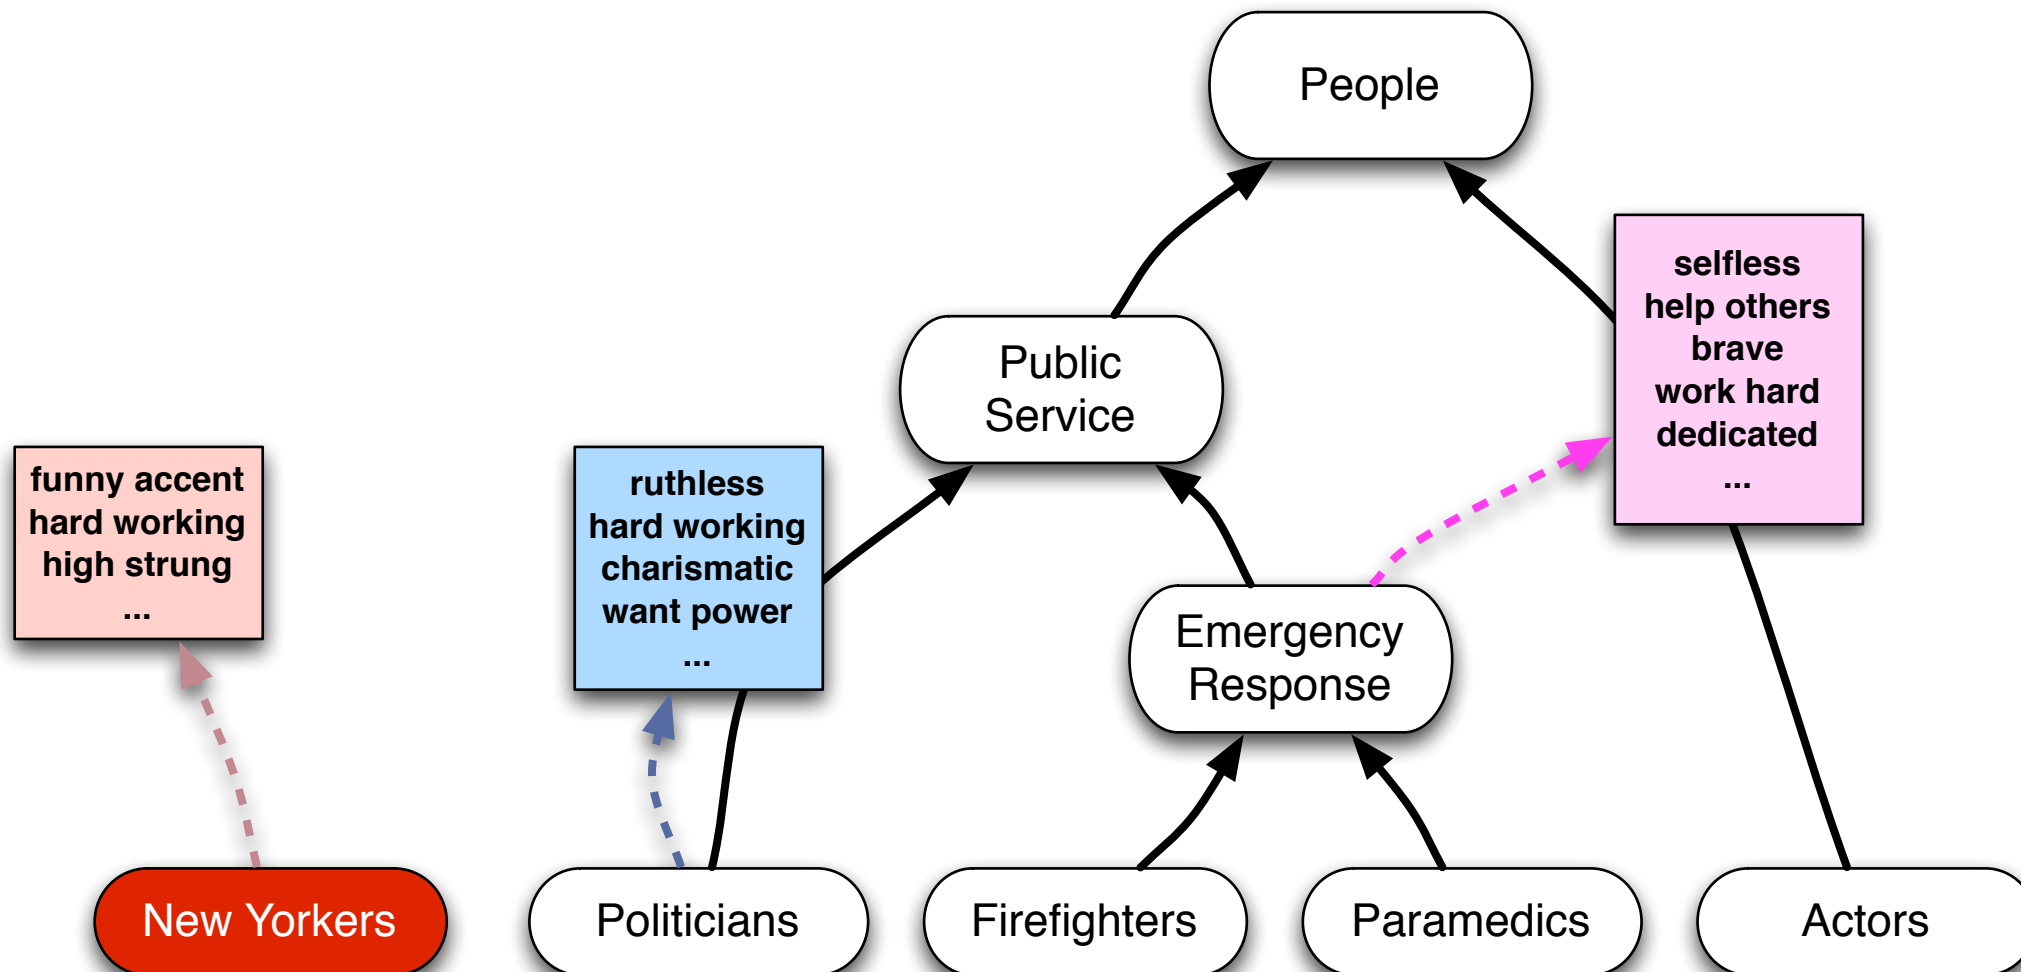 People
selfless
help others
brave
work hard
dedicated
...
Public
Service
funny accent
hard working
high strung
...
ruthless
hard working
charismatic
want power
...
Emergency
Response
New Yorkers
Politicians
Firefighters
Paramedics
Actors